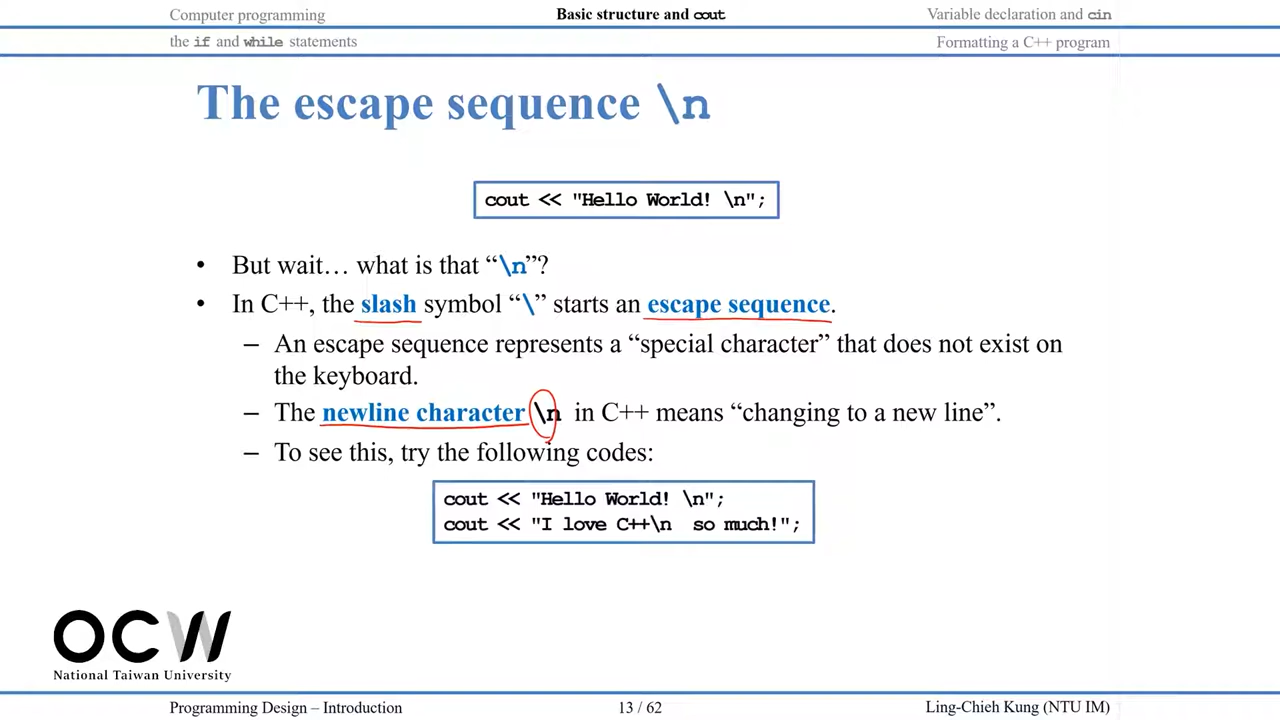 Computer programming Basic structure and cout Variable declaration and cin
the if and while statements Formatting a C++ program
The escape sequence \n
cout << "Hello World! \n";
• But wait… what is that “\n”?
• In C++, the slash symbol “\” starts an escape sequence.
– An escape sequence represents a “special character” that does not exist on
the keyboard.
– The newline character \n in C++ means “changing to a new line”.
– To see this, try the following codes:
cout << "Hello World! \n";
cout << "I love C++\n  so much!";
OCW
National Taiwan University
Programming Design – Introduction 13 / 62 Ling-Chieh Kung (NTU IM)